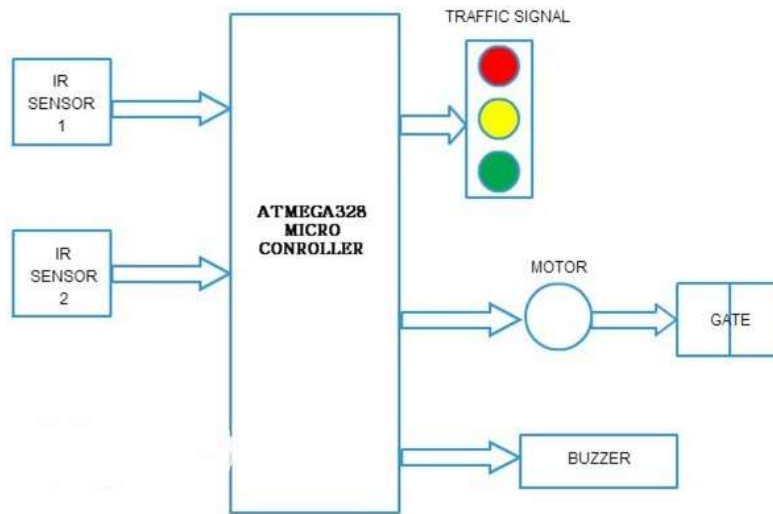 TRAFFIC SIGNAL
IR
SENSOR
1
ATMEGA328
MICRO
CONROLLER
IR
SENSOR
2
MOTOR
GATE
BUZZER